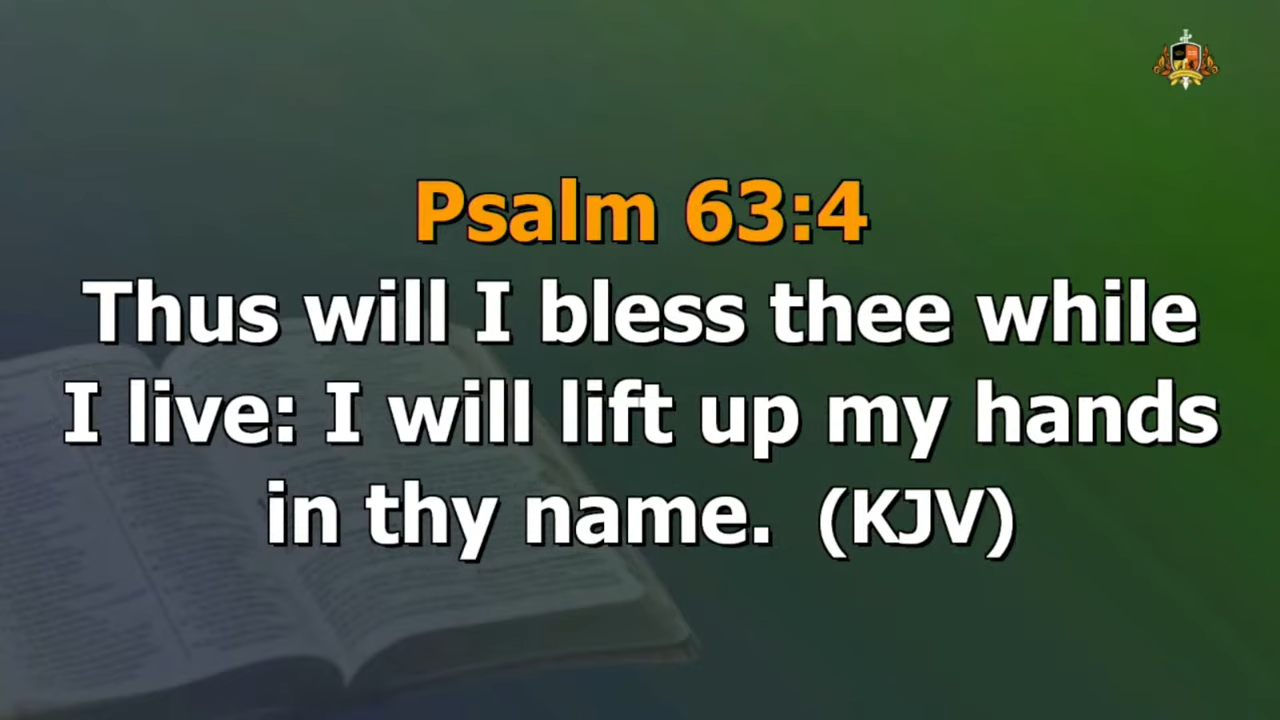 Psalm 63:4
Thus will I bless thee while
I live: I will lift up my hands
in thy name. (KJV)